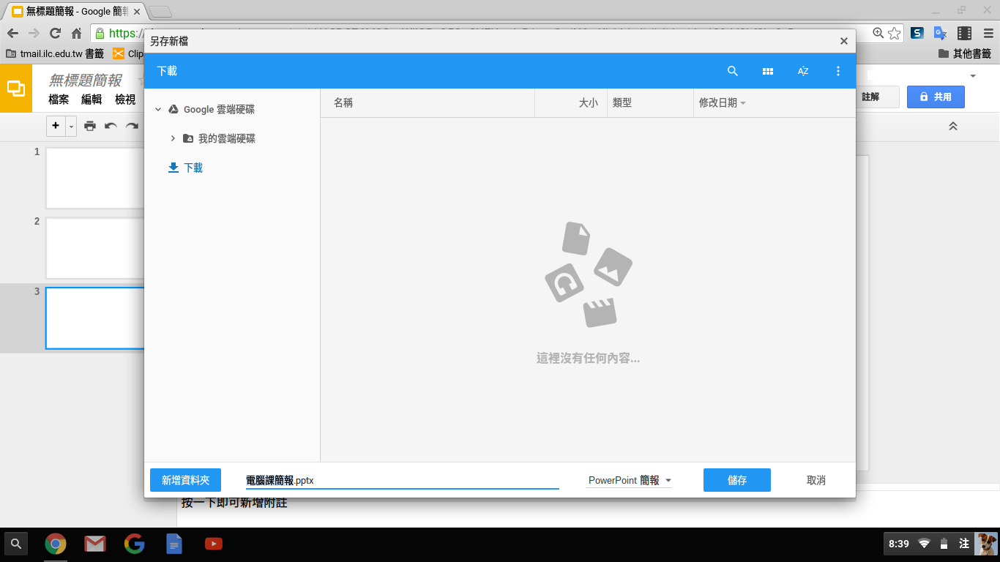 無標題簡報 - Google 簡報
https://
tmail.ilc.edu.tw 書籤
Clip
其他書籤
另存新檔
下載
AZ
無標題簡報
檔案 編輯 檢視
註解
共用
Google 雲端硬碟
我的雲端硬碟
下載
名稱 大小 類型 修改日期
1
2
3
這裡沒有任何內容...
新增資料夾
電腦課簡報.pptx
PowerPoint 簡報
儲存
取消
按一下即可新增附註
8:39
注